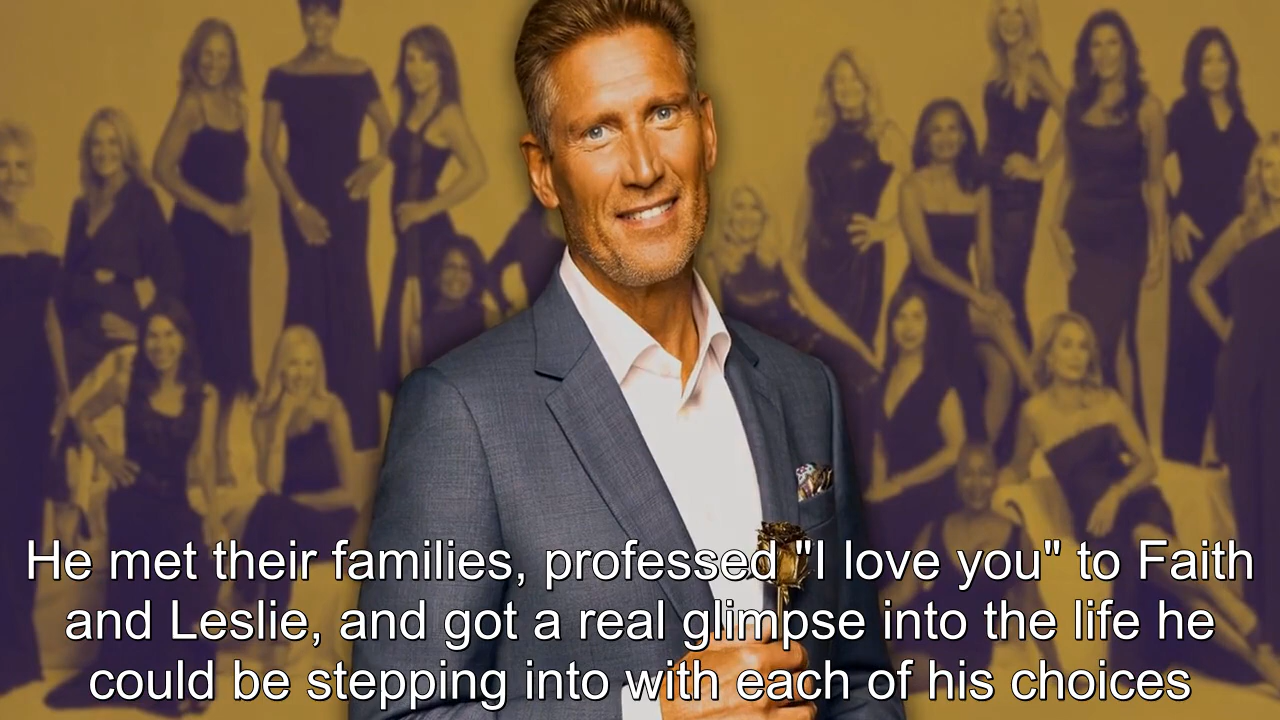 He met their families, professed "I love you" to Faith
and Leslie, and got a real glimpse into the life he
could be stepping into with each of his choices